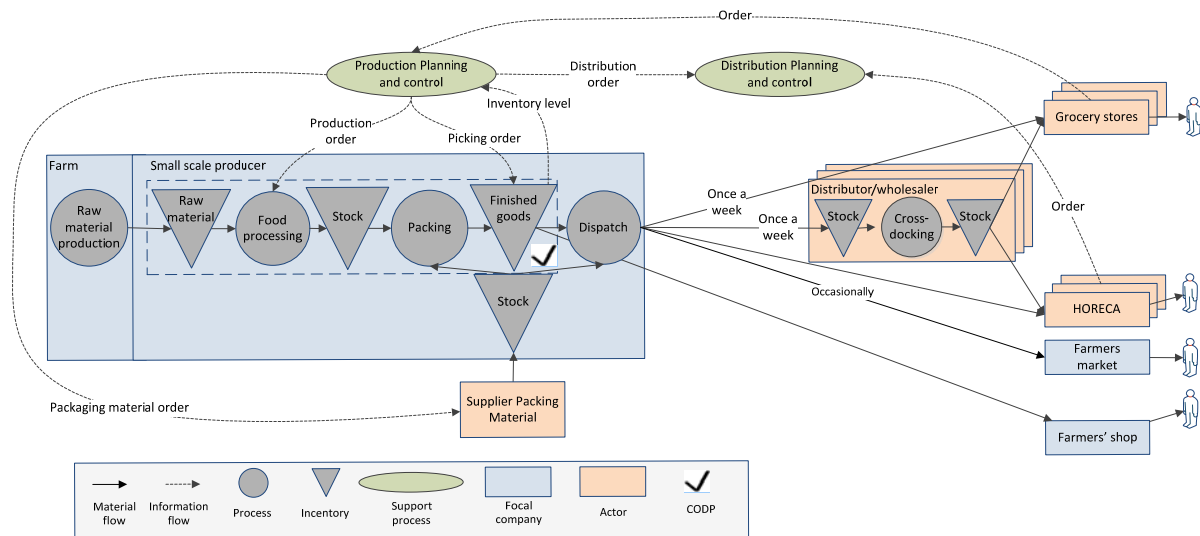 Order
Production Planning
and control
Distribution
order
Distribution Planning
and control
Inventory level
Production
order
Picking order
Grocery stores
Farm
Small scale producer
Raw
material
production
Raw
material
Food
processing
Stock
Packing
Finished
goods
Dispatch
Stock
Once a
week
Once a
week
Distributor/wholesaler
Stock
Cross-
docking
Stock
Order
Occasionally
HORECA
Farmers
market
Farmers’ shop
Packaging material order
Supplier Packing
Material
Material
flow
Information
flow
Process
Incentory
Support
process
Focal
company
Actor
CODP